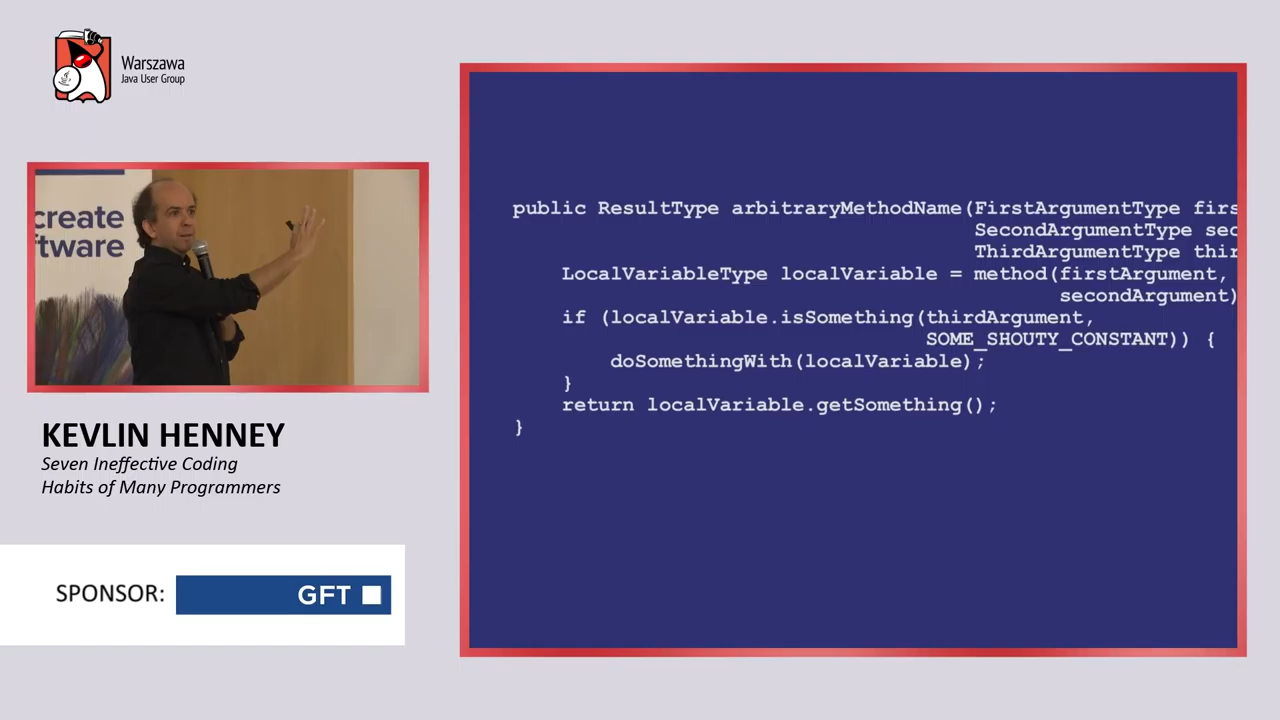 Warszawa
Java User Group
create
ftware
KEVLIN HENNEY
Seven Ineffective Coding
Habits of Many Programmers
SPONSOR:
GFT
public ResultType arbitraryMethodName(FirstArgumentType firs
SecondArgumentType sec
ThirdArgumentType thir
LocalVariableType localVariable = method(firstArgument,
secondArgument)
if (localVariable.isSomething(thirdArgument,
SOME_SHOUTY_CONSTANT)) {
doSomethingWith(localVariable);
}
return localVariable.getSomething();
}